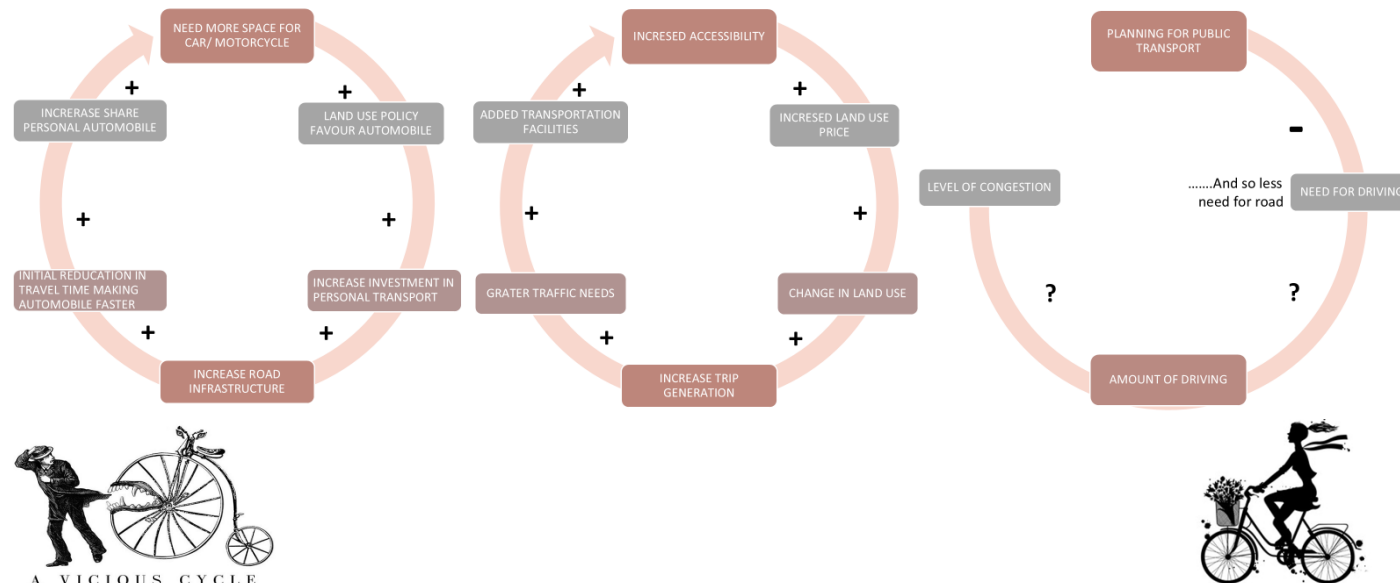 NEED MORE SPACE FOR
CAR/ MOTORCYCLE
+
LAND USE POLICY
FAVOUR AUTOMOBILE
+
INCREASE INVESTMENT IN
PERSONAL TRANSPORT
+
INCREASE ROAD
INFRASTRUCTURE
+
INITIAL REDUCATION IN
TRAVEL TIME MAKING
AUTOMOBILE FASTER
+
INCRERASE SHARE
PERSONAL AUTOMOBILE
+
A VICIOUS CYCLE
INCRESED ACCESSIBILITY
+
INCRESED LAND USE
PRICE
+
CHANGE IN LAND USE
+
INCREASE TRIP
GENERATION
+
GRATER TRAFFIC NEEDS
+
ADDED TRANSPORTATION
FACILITIES
+
PLANNING FOR PUBLIC
TRANSPORT
-
NEED FOR DRIVING
.......And so less
need for road
?
AMOUNT OF DRIVING
?
LEVEL OF CONGESTION